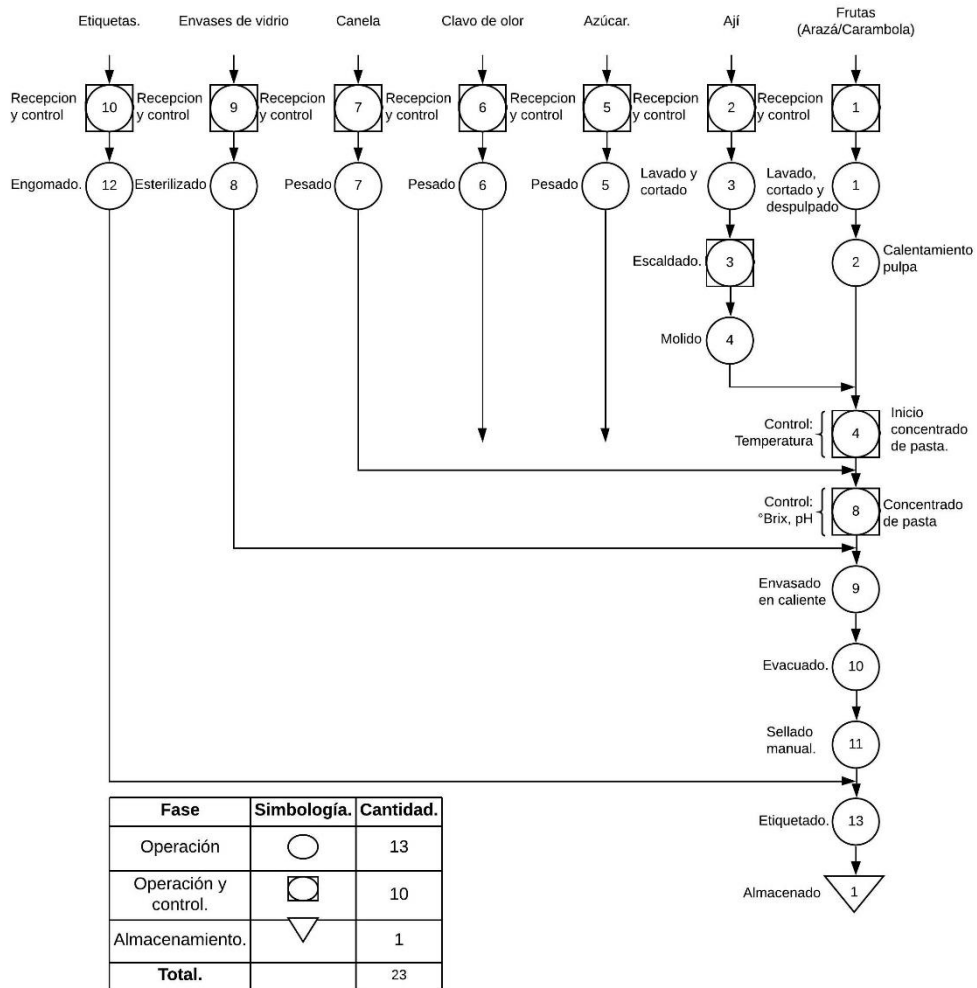 Etiquetas.
Envases de vidrio
Canela
Clavo de olor
Azúcar.
Ají
Frutas
(Arazá/Carambola)
Recepcion
y control
10
Recepcion
y control
9
Recepcion
y control
7
Recepcion
y control
6
Recepcion
y control
5
Recepcion
y control
2
Recepcion
y control
1
Engomado.
12
Esterilizado
8
Pesado
7
Pesado
6
Pesado
5
Lavado y
cortado
3
Lavado,
cortado y
despulpado
1
Escaldado.
3
2
Calentamiento
pulpa
Molido
4
Control:
Temperatura
4
Inicio
concentrado
de pasta.
Control:
°Brix, pH
8
Concentrado
de pasta
Envasado
en caliente
9
Evacuado.
10
Sellado
manual.
11
Etiquetado.
13
Almacenado
1
Fase Simbología. Cantidad.
Operación 13
Operación y
control. 10
Almacenamiento. 1
Total. 23